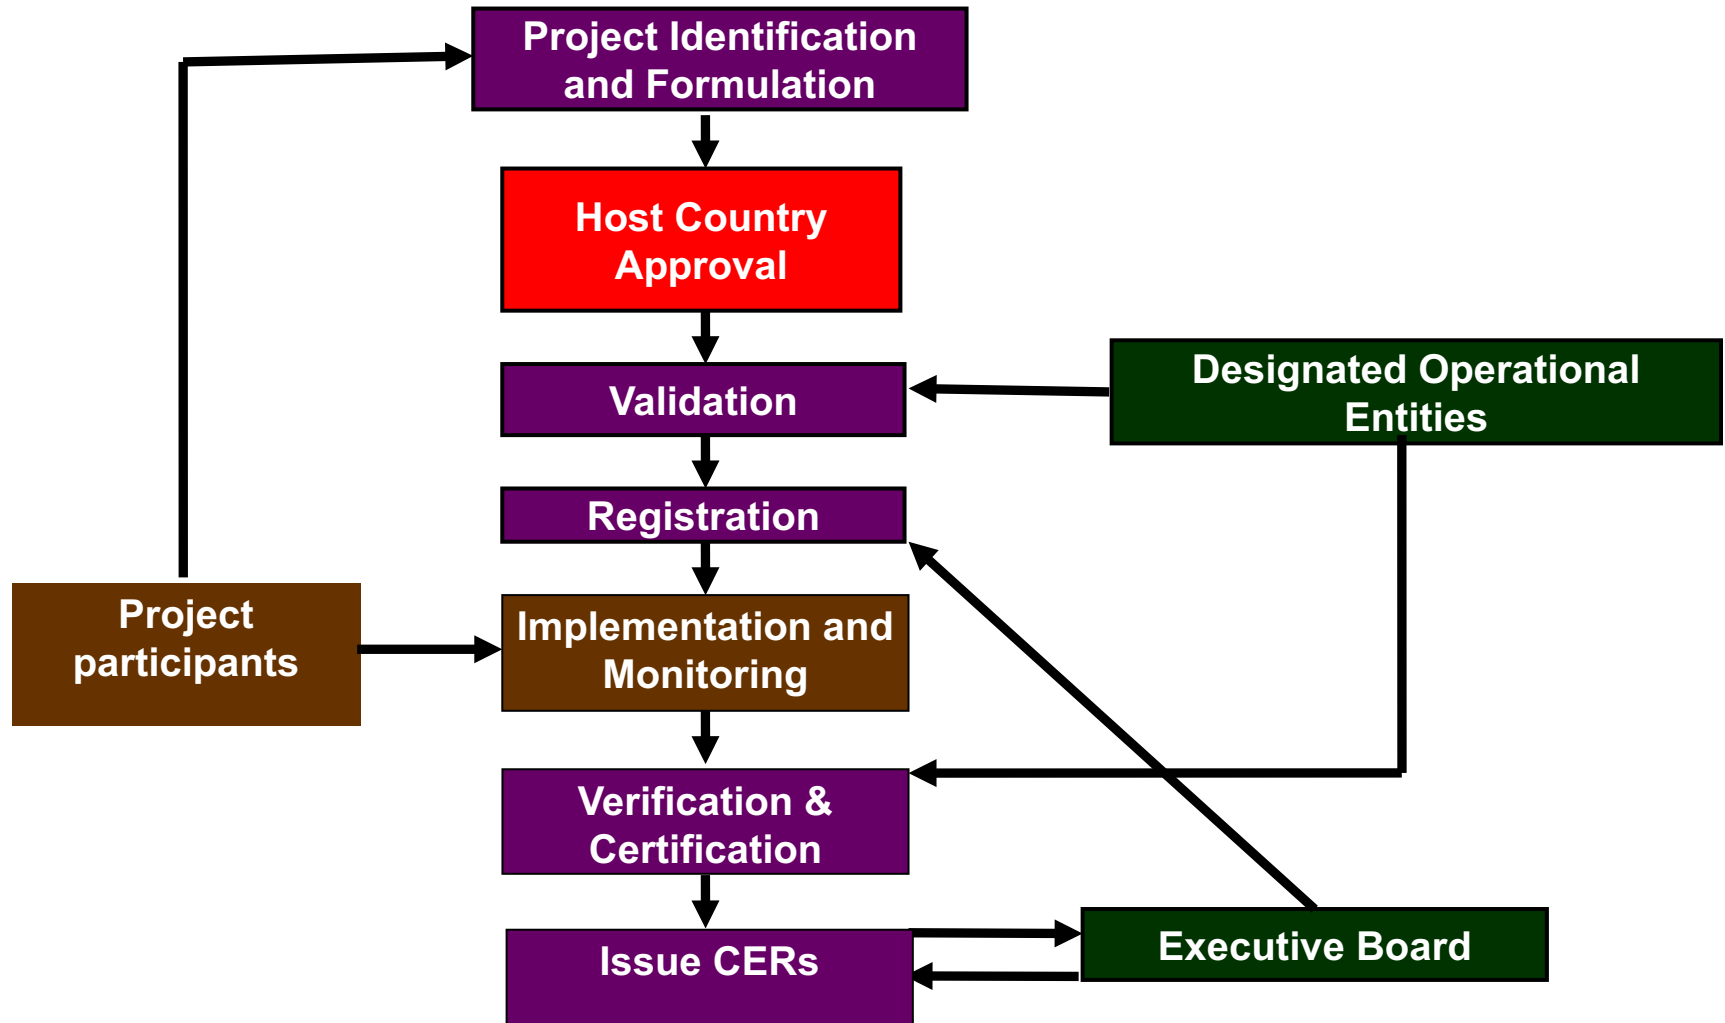 Project Identification
and Formulation
Host Country
Approval
Validation
Designated Operational
Entities
Registration
Project
participants
Implementation and
Monitoring
Verification &
Certification
Issue CERs
Executive Board